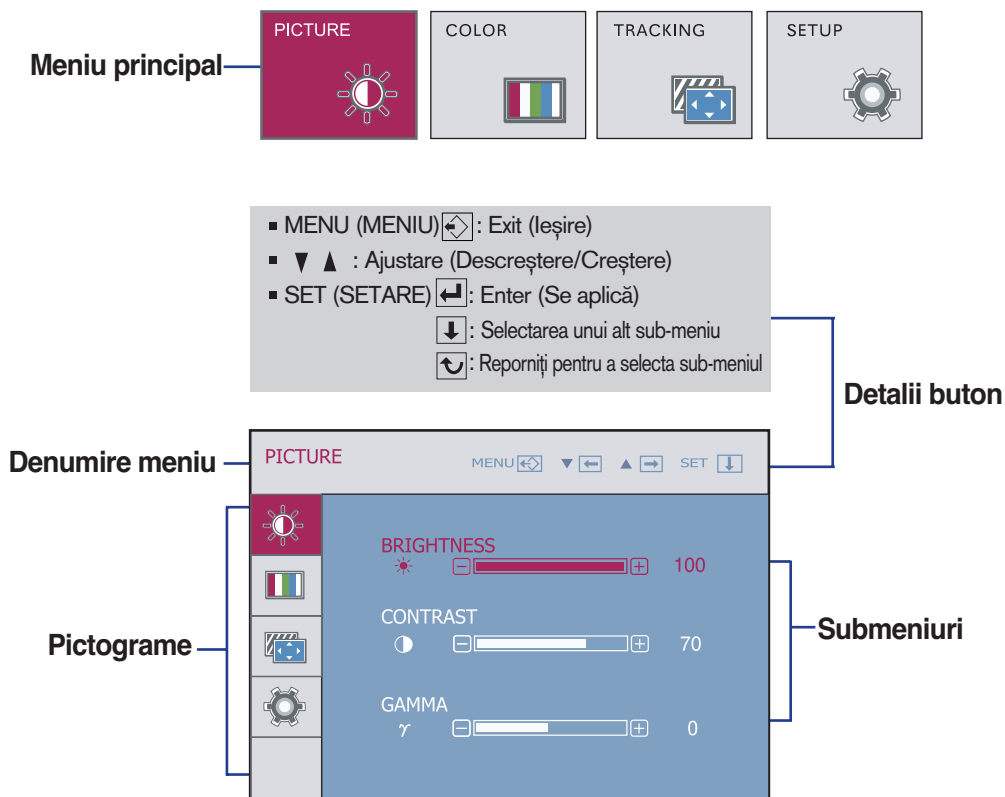 PICTURE
COLOR
TRACKING
SETUP
Meniu principal
MENU (MENIU) : Exit (Ieșire)
▼ ▲ : Ajustare (Descreștere/Creștere)
SET (SETARE) : Enter (Se aplică)
: Selectarea unui alt sub-meniu
: Reporniți pentru a selecta sub-meniul
Detalii buton
Denumire meniu
PICTURE
MENU ▼ ▲ SET
BRIGHTNESS
100
CONTRAST
70
GAMMA
γ 0
Pictograme
Submeniuri